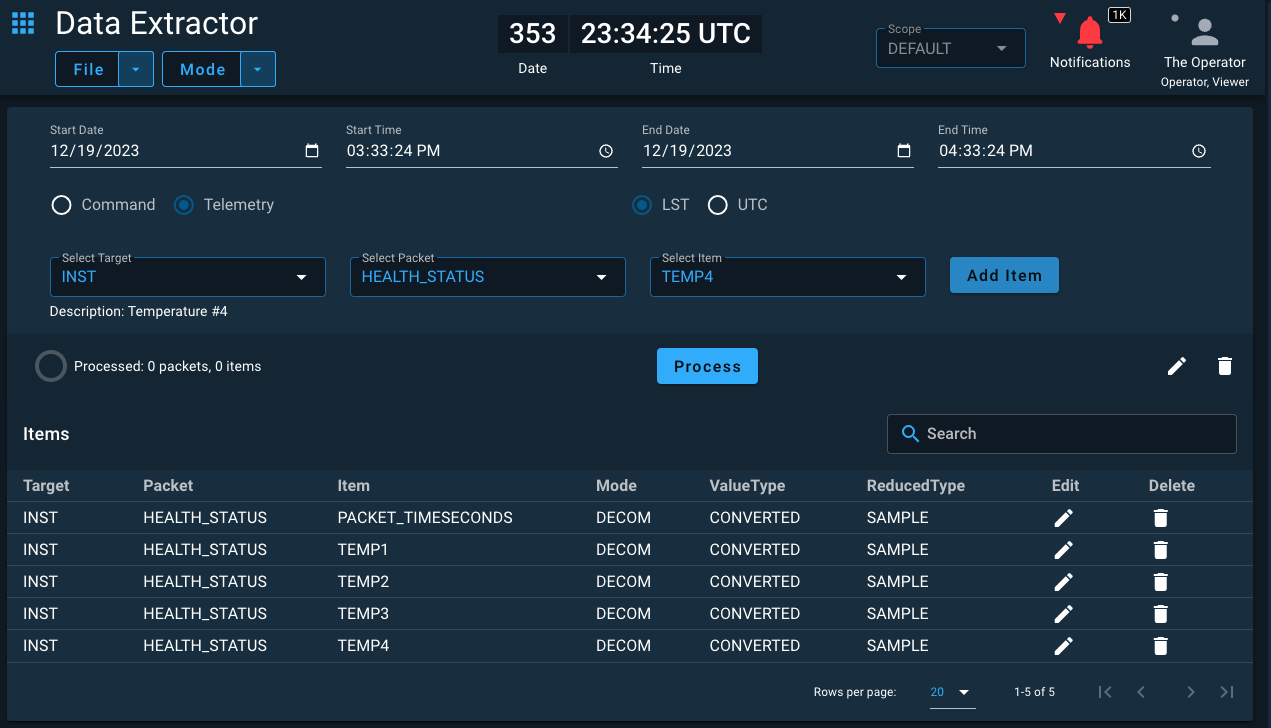 Data Extractor
File
Mode
353
23:34:25 UTC
Date
Time
Scope
DEFAULT
1K
Notifications
The Operator
Operator, Viewer
Start Date
Start Time
End Date
End Time
12/19/2023
03:33:24 PM
12/19/2023
04:33:24 PM
Command
Telemetry
LST
UTC
Select Target
Select Packet
Select Item
INST
HEALTH_STATUS
TEMP4
Add Item
Description: Temperature #4
Processed: 0 packets, 0 items
Process
Items
Search
Target Packet Item Mode ValueType ReducedType Edit Delete
INST HEALTH_STATUS PACKET_TIMESECONDS DECOM CONVERTED SAMPLE
INST HEALTH_STATUS TEMP1 DECOM CONVERTED SAMPLE
INST HEALTH_STATUS TEMP2 DECOM CONVERTED SAMPLE
INST HEALTH_STATUS TEMP3 DECOM CONVERTED SAMPLE
INST HEALTH_STATUS TEMP4 DECOM CONVERTED SAMPLE
Rows per page: 20 1-5 of 5